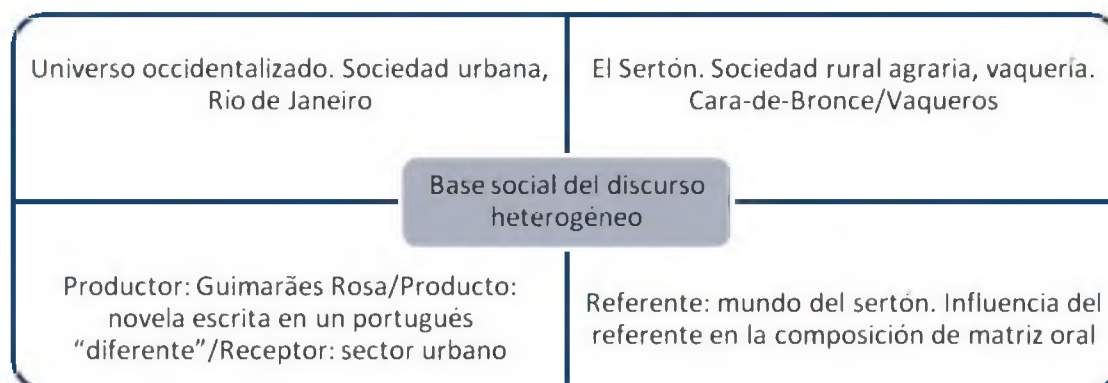 Universo occidentalizado. Sociedad urbana,
Río de Janeiro
El Sertón. Sociedad rural agraria, vaquería.
Cara-de-Bronce/Vaqueros
Base social del discurso
heterogéneo
Productor: Guimarães Rosa/Producto:
novela escrita en un portugués
“diferente”/Receptor: sector urbano
Referente: mundo del sertón. Influencia del
referente en la composición de matriz oral